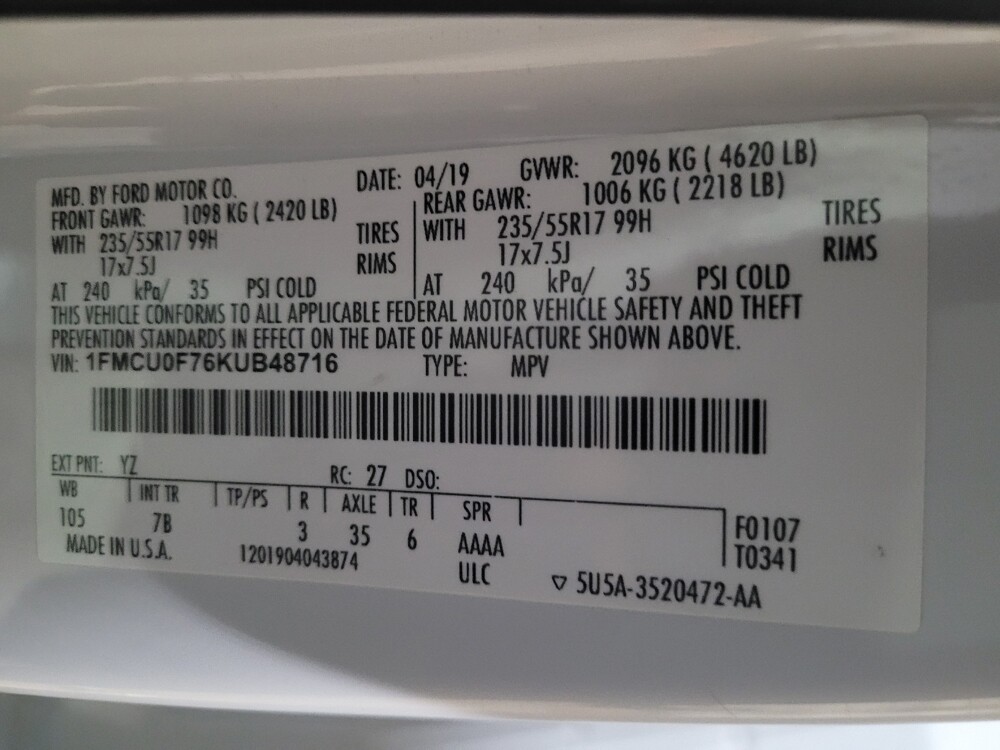 MFD. BY FORD MOTOR CO. DATE: 04/19 GVWR: 2096 KG ( 4620 LB)
FRONT GAWR: 1098 KG ( 2420 LB) REAR GAWR: 1006 KG ( 2218 LB)
WITH 235/55R17 99H TIRES WITH 235/55R17 99H TIRES
17x7.5J RIMS 17x7.5J RIMS
AT 240 kPa/ 35 PSI COLD AT 240 kPa/ 35 PSI COLD
THIS VEHICLE CONFORMS TO ALL APPLICABLE FEDERAL MOTOR VEHICLE SAFETY AND THEFT
PREVENTION STANDARDS IN EFFECT ON THE DATE OF MANUFACTURE SHOWN ABOVE.
VIN: 1FMCU0F76KUB48716 TYPE: MPV
EXT PNT: YZ RC: 27 DSO:
WB INT TR TP/PS R AXLE TR SPR
105 7B 3 35 6 AAAA F0107
MADE IN U.S.A. 1201904043874 ULC T0341
▽ 5U5A-3520472-AA